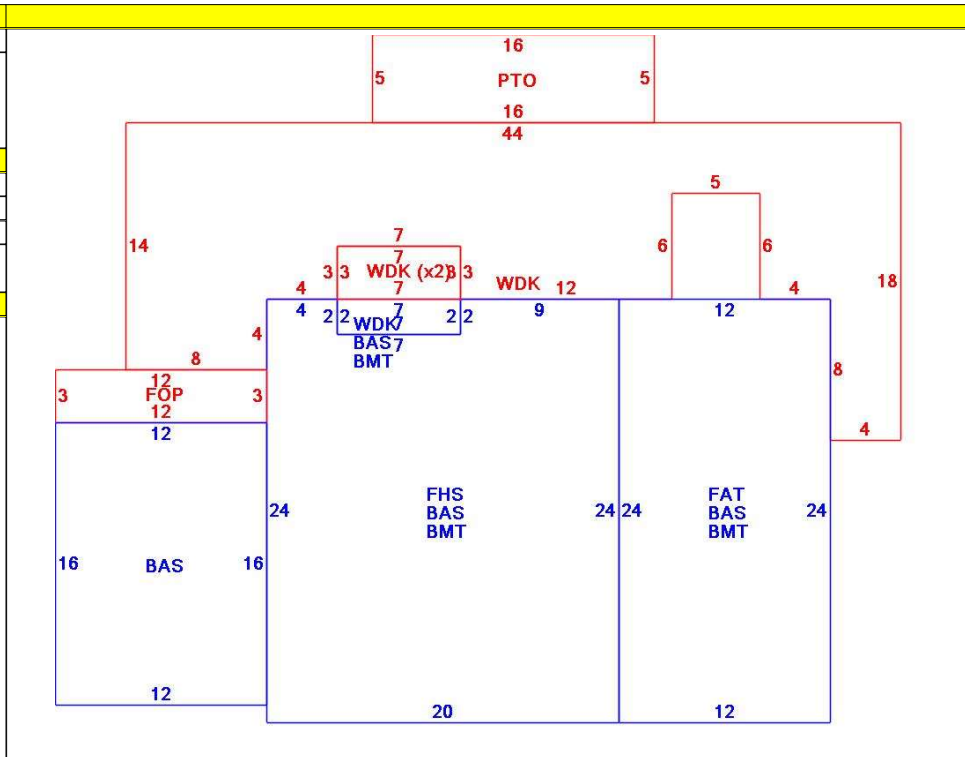 16
5 PTO 5
16
44
5
14 6 6 18
7
7
3 3 WDK (x2) 3 3
4 7 WDK 12 4
4 2 2 7 2 2 9 12
WDK 7
BAS 7
BMT
4
8 8
12
3 FOP 3
12
12 4
FHS FAT
24 BAS 24 24 BAS 24
BMT BMT
16 BAS 16
12
20 12